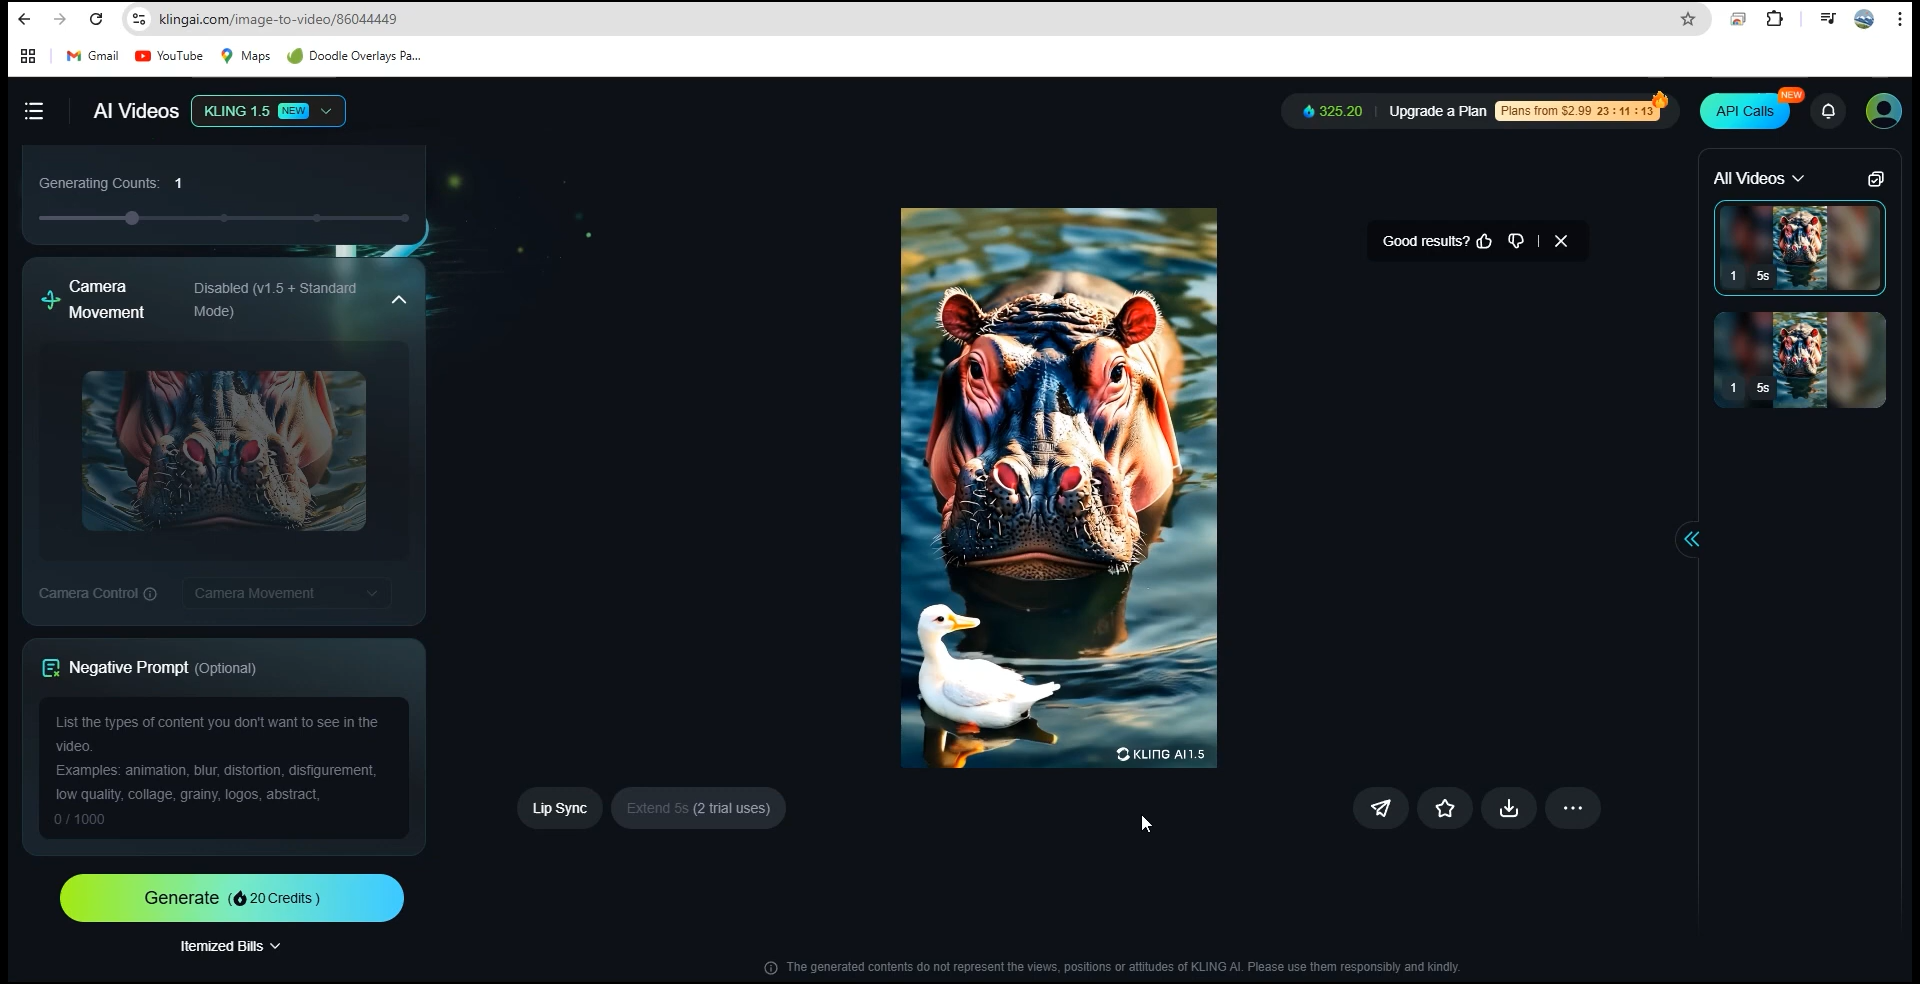 klingai.com/image-to-video/86044449
Gmail YouTube Maps Doodle Overlays Pa...
AI Videos KLING 1.5 NEW 325.20 Upgrade a Plan Plans from $2.99 23 : 11 : 13 API Calls NEW
Generating Counts: 1
Camera Movement
Disabled (v1.5 + Standard Mode)
Camera Control Camera Movement
Negative Prompt (Optional)
List the types of content you don't want to see in the
video.
Examples: animation, blur, distortion, disfigurement,
low quality, collage, grainy, logos, abstract,
0 / 1000
Generate ( 20 Credits )
Itemized Bills
Good results?
KLING AI 1.5
Lip Sync Extend 5s (2 trial uses)
All Videos
1 5s
1 5s
The generated contents do not represent the views, positions or attitudes of KLING AI. Please use them responsibly and kindly.